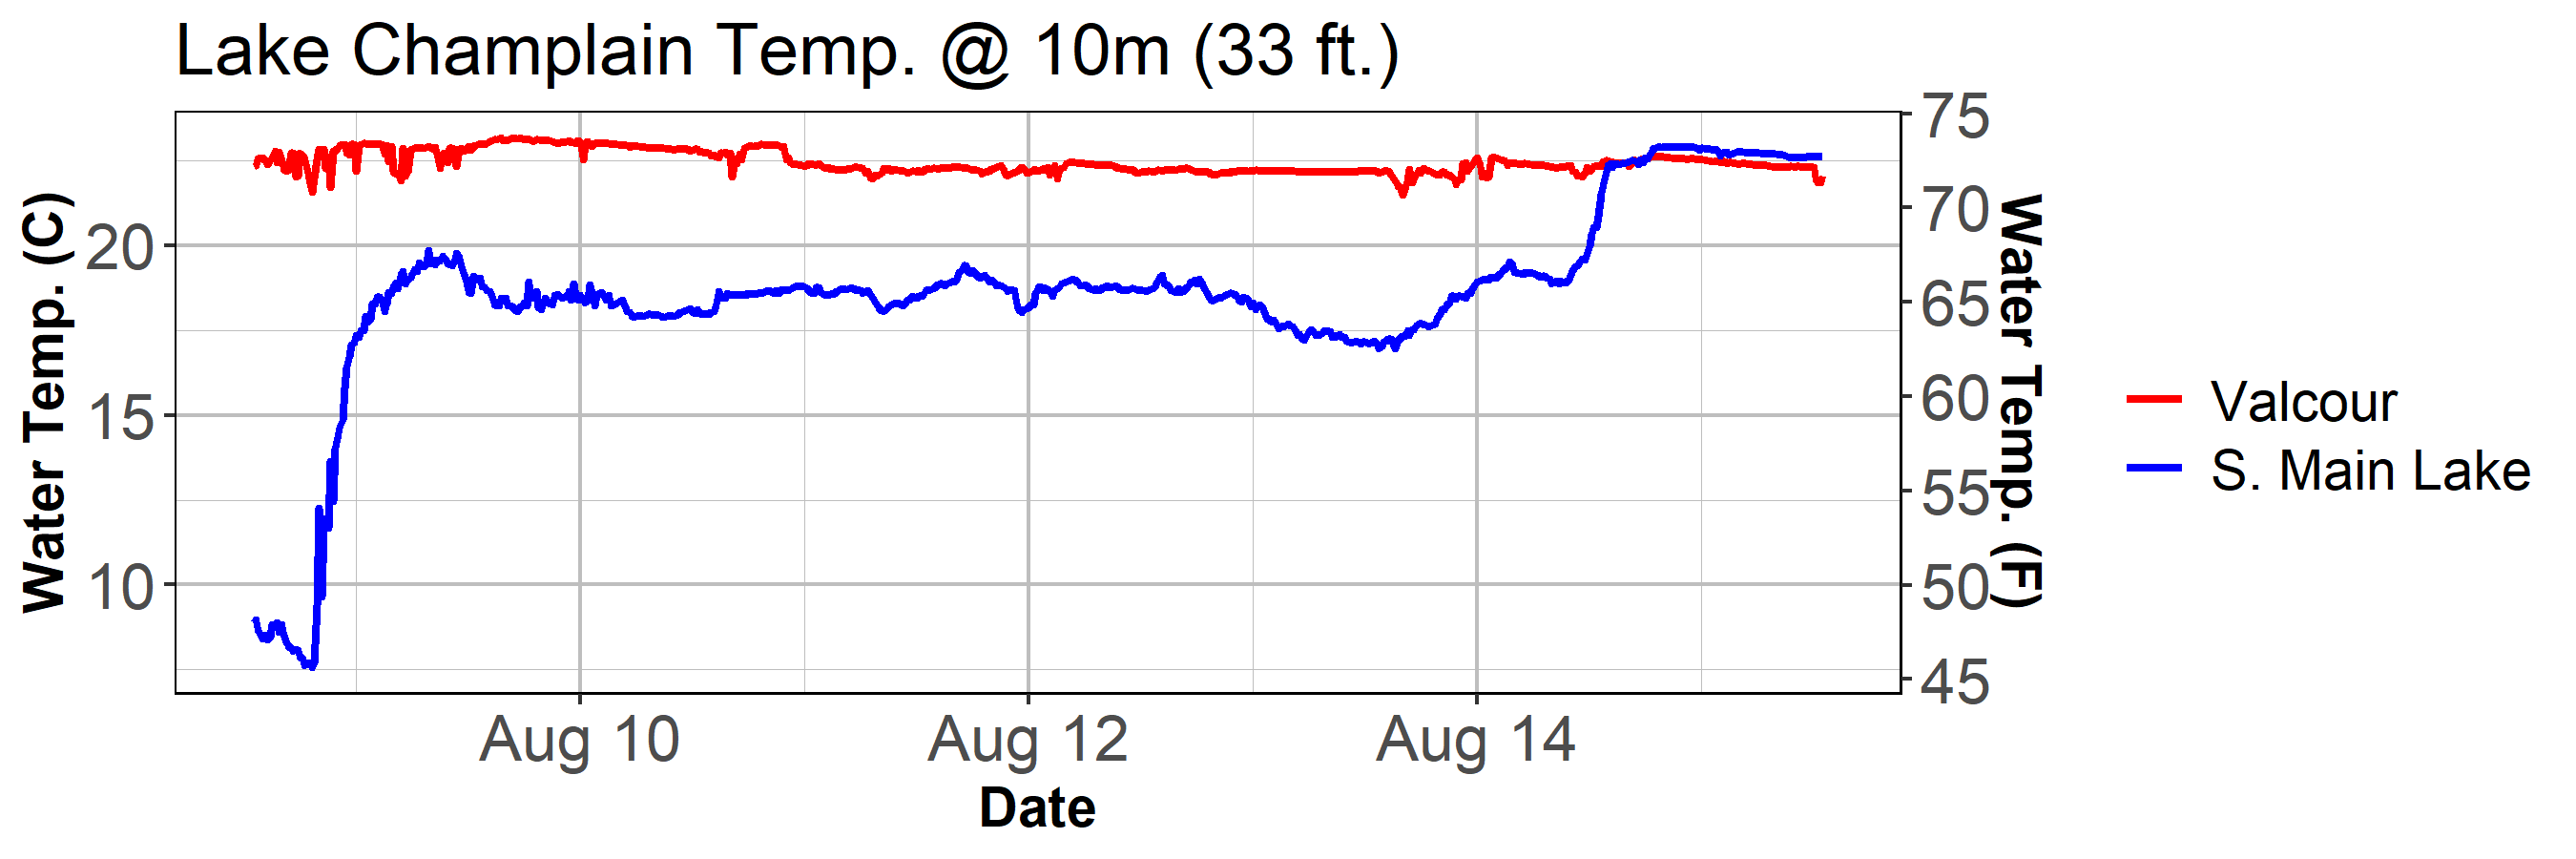 Lake Champlain Temp. @ 10m (33 ft.)
Water Temp. (C)
20
15
10
75
70
65
60
55
50
45
Water Temp. (F)
Aug 10
Aug 12
Aug 14
Date
Valcour
S. Main Lake